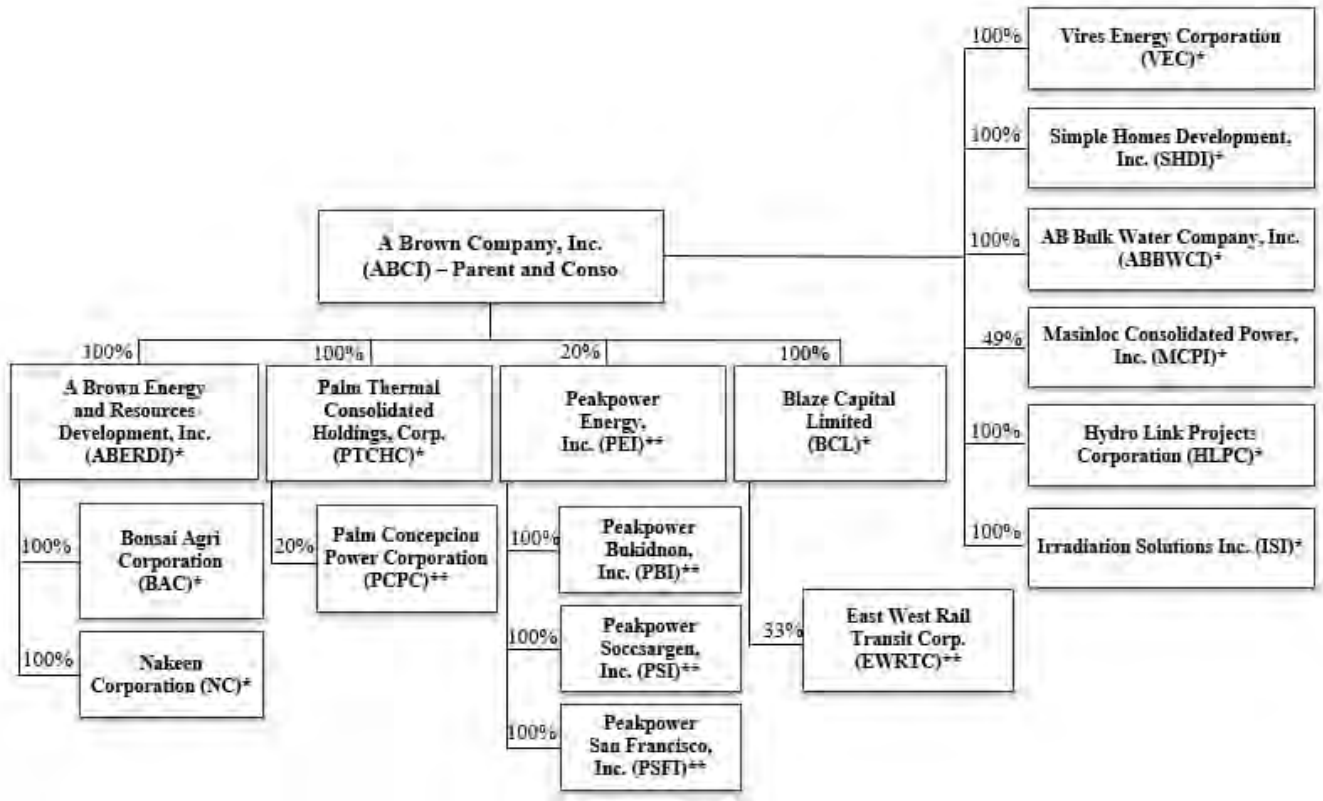 100%
Vires Energy Corporation
(VEC)*
100%
Simple Homes Development,
Inc. (SHDI)*
A Brown Company, Inc.
(ABCI) – Parent and Conso
100%
AB Bulk Water Company, Inc.
(ABBWCI)*
49%
Masinloc Consolidated Power,
Inc. (MCPI)*
100%
Hydro Link Projects
Corporation (HLPC)*
100%
Irradiation Solutions Inc. (ISI)*
100%
A Brown Energy
and Resources
Development, Inc.
(ABERDI)*
100%
Palm Thermal
Consolidated
Holdings, Corp.
(PTCHC)*
20%
Peakpower
Energy,
Inc. (PEI)**
100%
Blaze Capital
Limited
(BCL)*
100%
Bonsai Agri
Corporation
(BAC)*
100%
Nakeen
Corporation (NC)*
20%
Palm Concepcion
Power Corporation
(PCPC)**
100%
Peakpower
Bukidnon,
Inc. (PBI)**
100%
Peakpower
Soccsargen,
Inc. (PSI)**
100%
Peakpower
San Francisco,
Inc. (PSFI)**
33%
East West Rail
Transit Corp.
(EWRTC)**